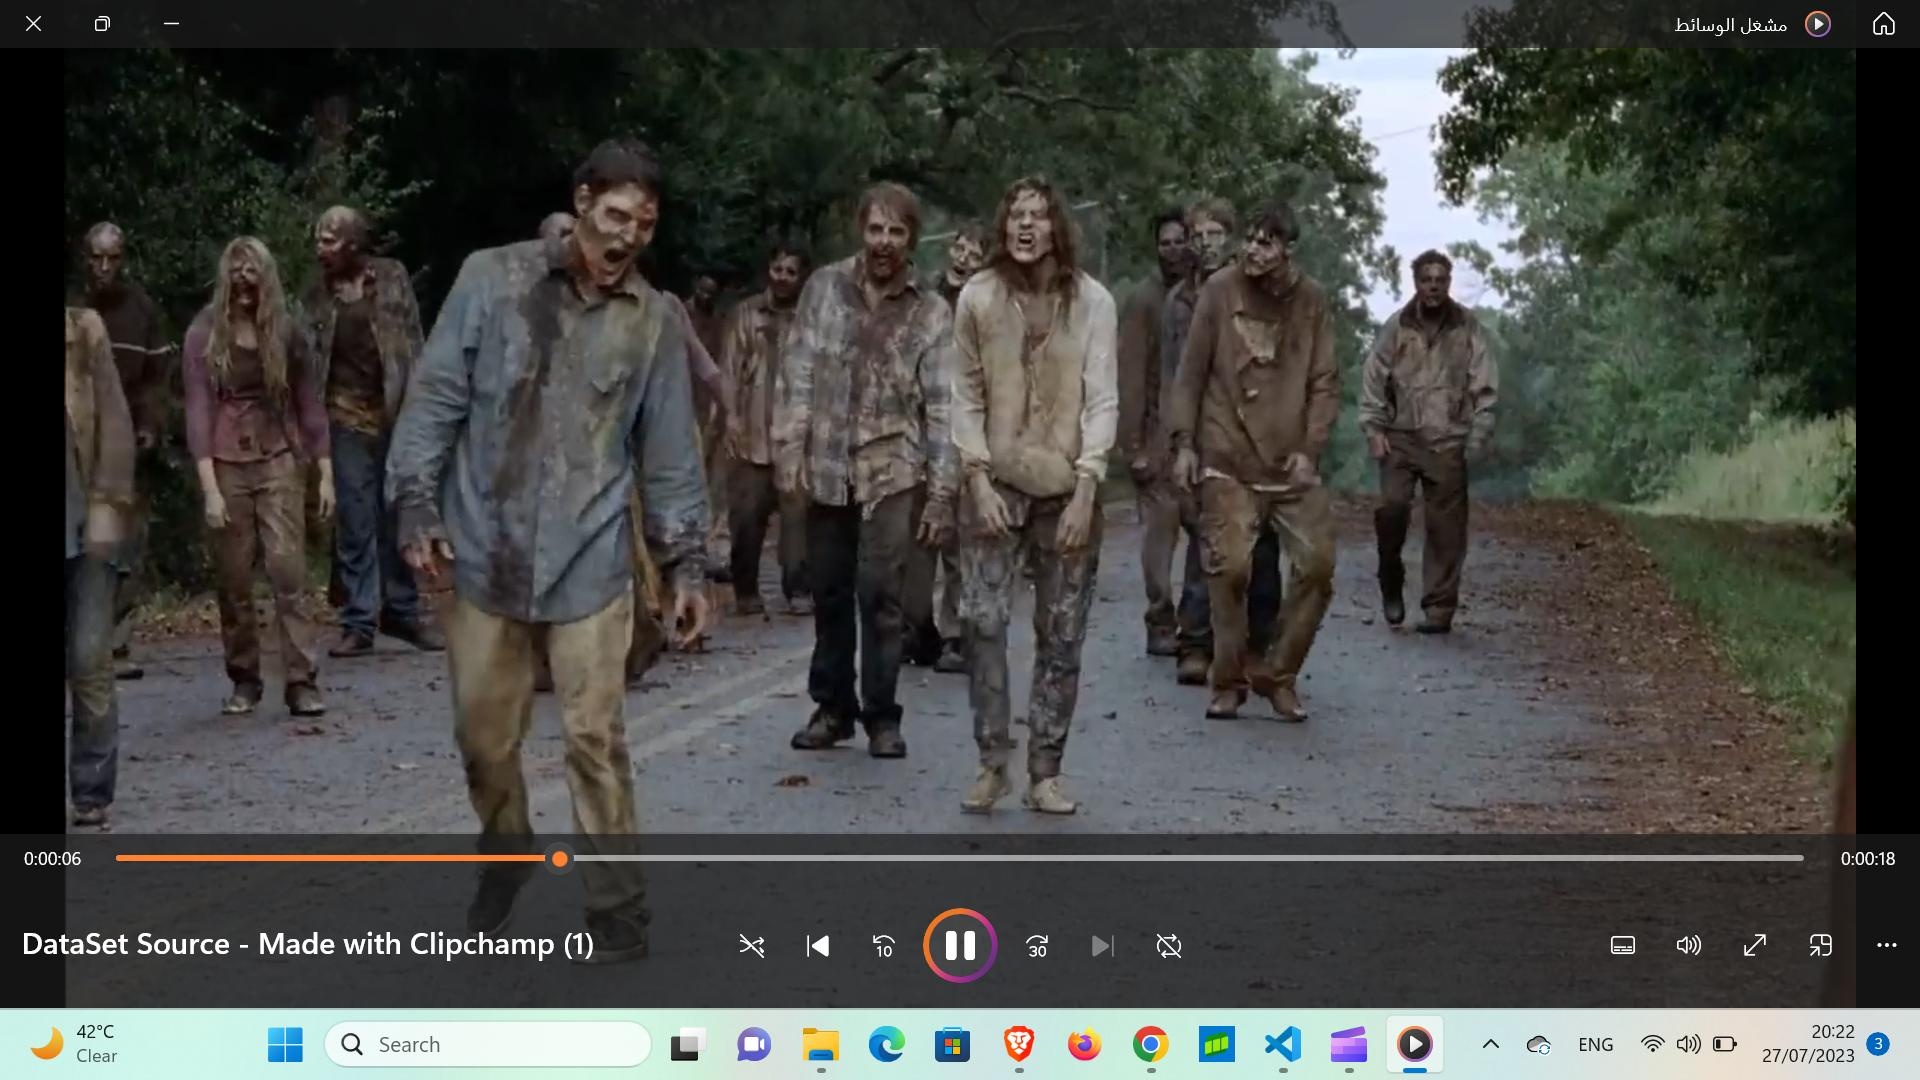 مشغل الوسائط
0:00:06
0:00:18
DataSet Source - Made with Clipchamp (1)
10
30
42°C
Clear
Search
ENG
20:22
27/07/2023
3